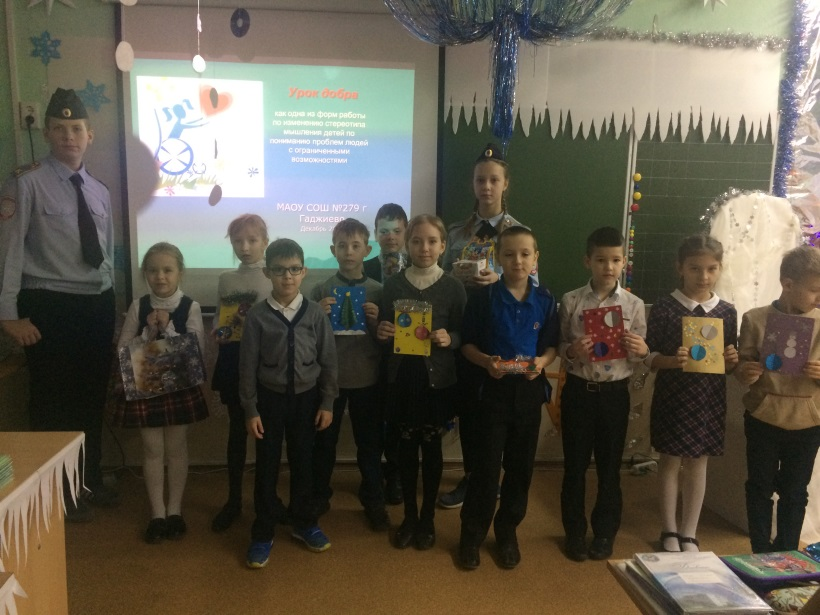 Урок добра
как одна из форм работы
по изменению стереотипа
мышления детей по
пониманию проблем людей
с ограниченными
возможностями
МАОУ СОШ №279 г
Гаджиево
Декабрь